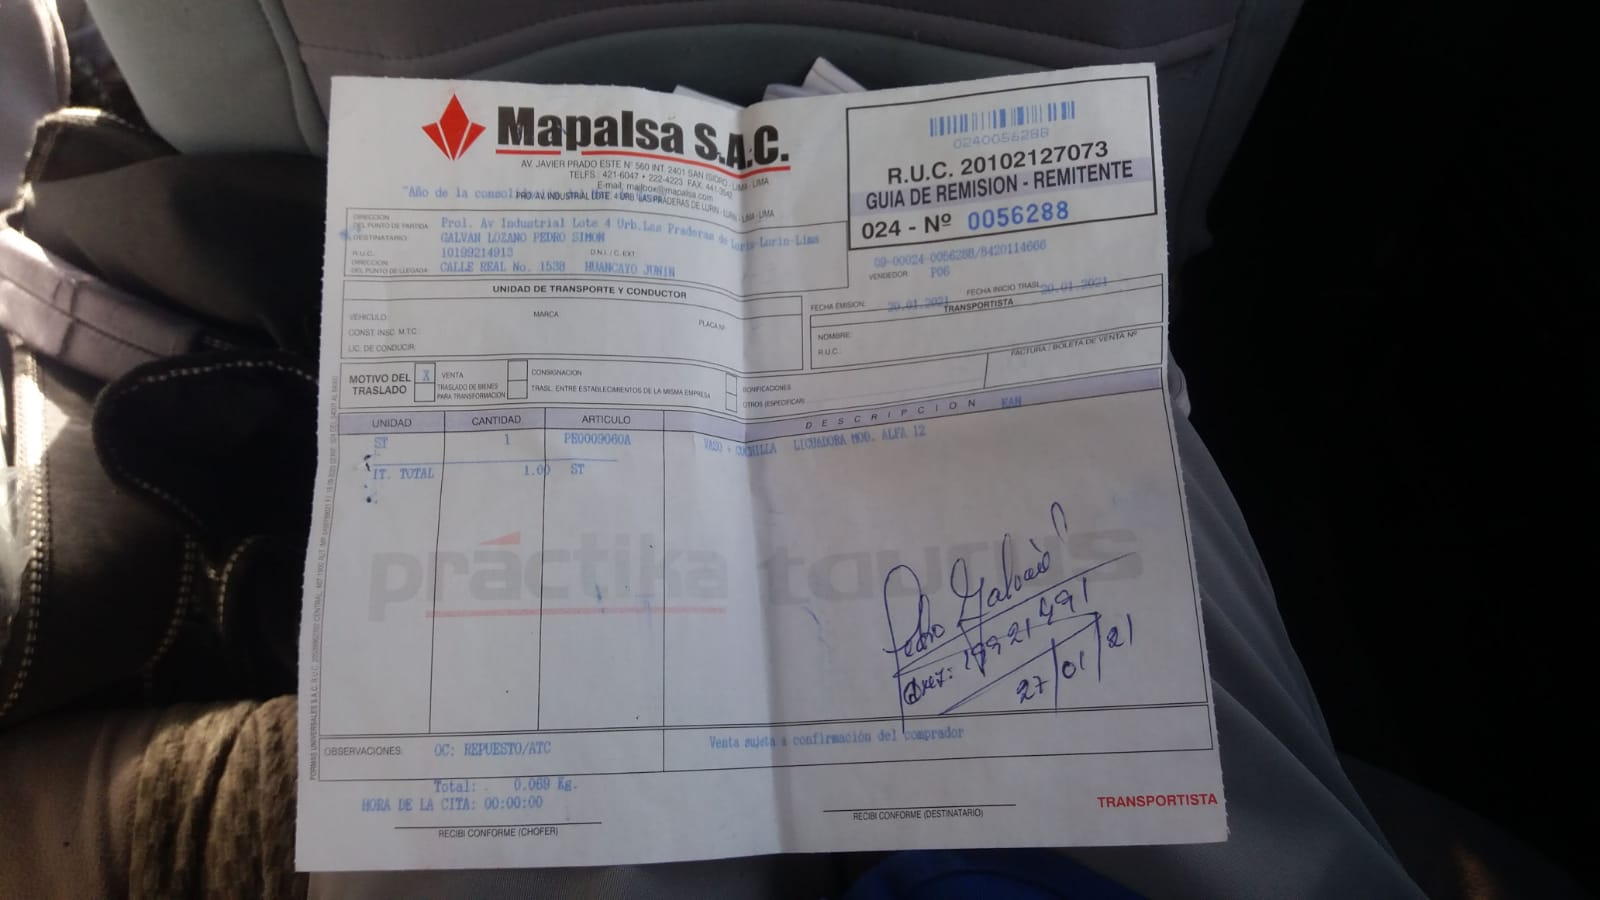 Mapalsa S.A.C.
AV. JAVIER PRADO ESTE N° 560 INT. 2401 SAN ISIDRO - LIMA - LIMA
TELFS.: 421-6047 • 222-4223 FAX. 441-3642
E-mail: mailbox@mapalsa.com
"Año de la consolidación del
PRO. AV. INDUSTRIAL LOTE. 4 URB. LAS PRADERAS DE LURIN - LURIN - LIMA - LIMA
0240056288
R.U.C. 20102127073
GUIA DE REMISION - REMITENTE
024 - Nº 0056288
DIRECCION DEL PUNTO DE PARTIDA: Prol. Av Industrial Lote 4 Urb.Las Praderas de Lurin-Lurin-Lima
DESTINATARIO: GALVAN LOZANO PEDRO SIMON
R.U.C. 10199214913 D.N.I. / C. EXT.
DIRECCION DEL PUNTO DE LLEGADA: CALLE REAL No. 1538 HUANCAYO JUNIN
09-00024-0056288/8420114666
VENDEDOR: P06
UNIDAD DE TRANSPORTE Y CONDUCTOR
VEHICULO: MARCA PLACA Nº
CONST. INSC. M.T.C.:
LIC. DE CONDUCIR:
FECHA EMISION: 20.01.2021 FECHA INICIO TRASL. 20.01.2021
TRANSPORTISTA
NOMBRE:
R.U.C.:
FACTURA / BOLETA DE VENTA Nº
MOTIVO DEL TRASLADO
X VENTA
TRASLADO DE BIENES PARA TRANSFORMACION
CONSIGNACION
TRASL. ENTRE ESTABLECIMIENTOS DE LA MISMA EMPRESA
BONIFICACIONES
OTROS (ESPECIFICAR)
UNIDAD CANTIDAD ARTICULO DESCRIPCION EAN
ST 1 PE0009060A VASO + CUCHILLA LICUADORA MOD. ALFA 12
IT. TOTAL 1.00 ST
práctika taurus
Pedro Galván
19921491
27/01/21
OBSERVACIONES: OC: REPUESTO/ATC
Venta sujeta a confirmación del comprador
Total: 0.069 Kg.
HORA DE LA CITA: 00:00:00
RECIBI CONFORME (CHOFER)
RECIBI CONFORME (DESTINATARIO)
TRANSPORTISTA